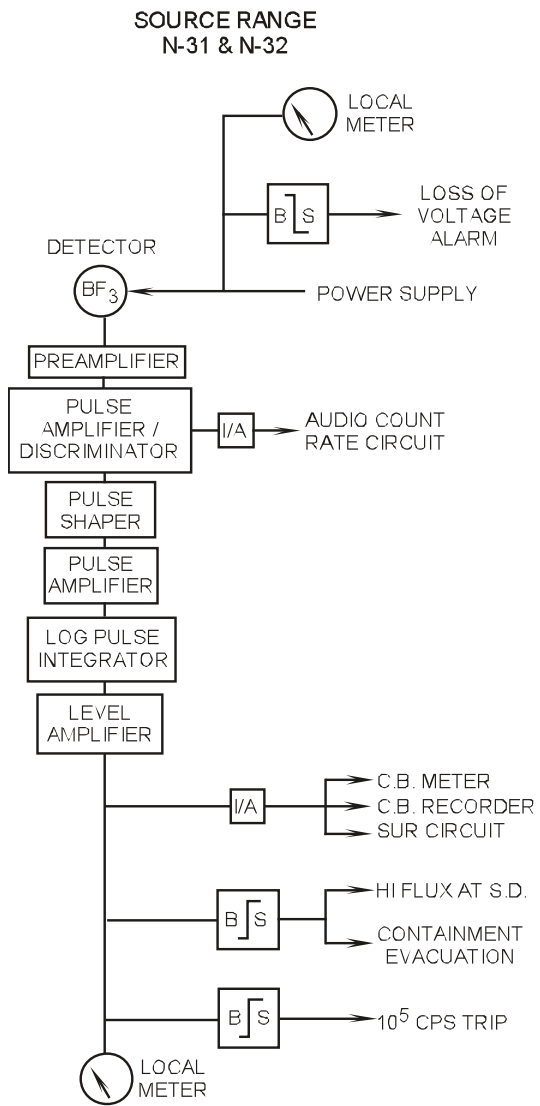 SOURCE RANGE
N-31 & N-32
LOCAL
METER
B S
LOSS OF
VOLTAGE
ALARM
DETECTOR
BF3
POWER SUPPLY
PREAMPLIFIER
PULSE
AMPLIFIER /
DISCRIMINATOR
I/A
AUDIO COUNT
RATE CIRCUIT
PULSE
SHAPER
PULSE
AMPLIFIER
LOG PULSE
INTEGRATOR
LEVEL
AMPLIFIER
I/A
C.B. METER
C.B. RECORDER
SUR CIRCUIT
B S
HI FLUX AT S.D.
CONTAINMENT
EVACUATION
B S
10^5 CPS TRIP
LOCAL
METER